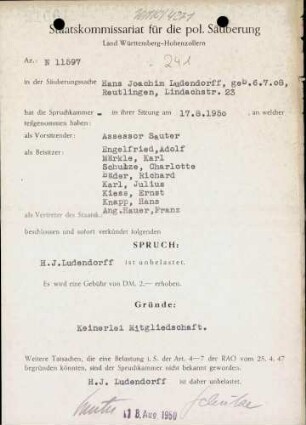 Staatskommissariat für die pol. Säuberung
Land Württemberg-Hohenzollern
Az.: N 11597
241
in der Säuberungssache Hans Joachim Ludendorff, geb.6.7.08,
Reutlingen, Lindachstr. 23
hat die Spruchkammer - in ihrer Sitzung am 17.8.1950 , an welcher
teilgenommen haben:
als Vorsitzender: Assessor Sauter
als Beisitzer: Engelfried,Adolf
Märkle, Karl
Schulze, Charlotte
Eder, Richard
Karl, Julius
Kiess, Ernst
Knapp, Hans
als Vertreter des Staatsk. Ang.Hauer,Franz
beschlossen und sofort verkündet folgenden
SPRUCH:
H.J.Ludendorff ist unbelastet.
Es wird eine Gebühr von DM. 2.— erhoben.
Gründe:
Keinerlei Mitgliedschaft.
Weitere Tatsachen, die eine Belastung i. S. der Art. 4—7 der RAO vom 25. 4. 47
begründen könnten, sind der Spruchkammer nicht bekannt geworden.
H.J. Ludendorff ist daher unbelastet.
18. Aug. 1950